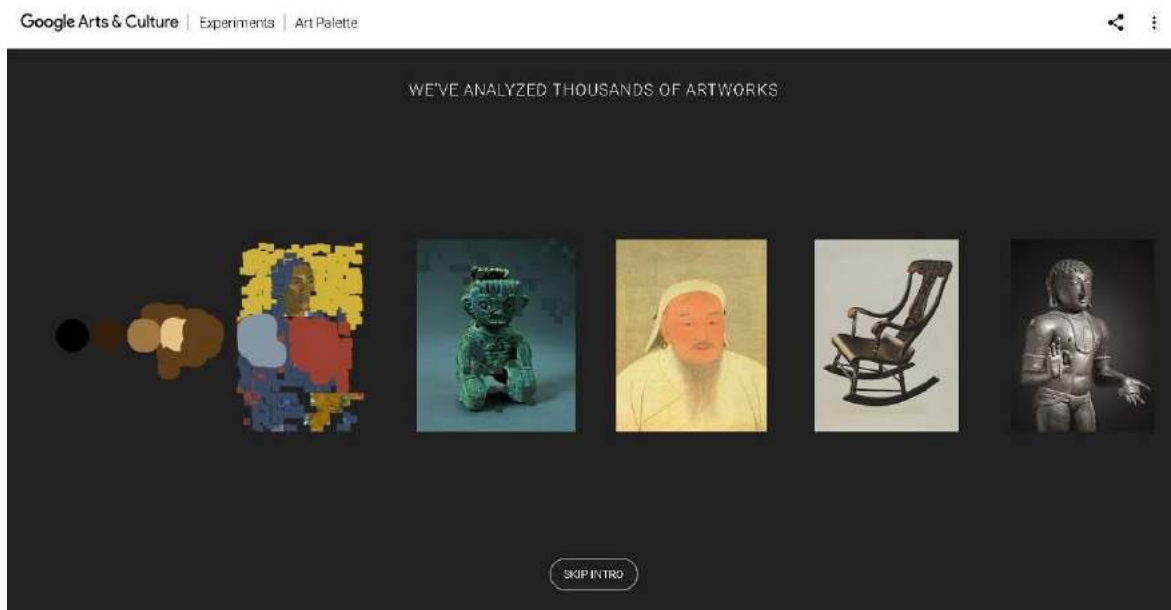 Google Arts & Culture | Experiments | Art Palette
WE'VE ANALYZED THOUSANDS OF ARTWORKS
SKIP INTRO